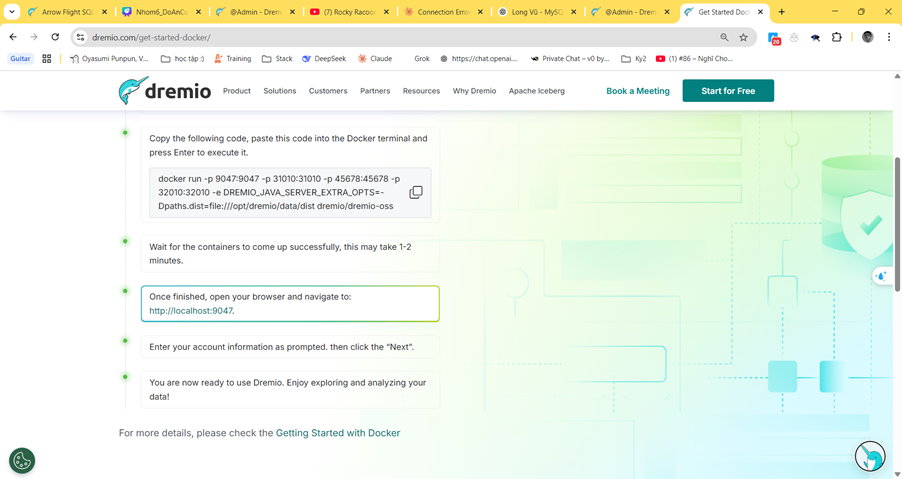 Arrow Flight SQL
Nhom6_DoAnCu
@Admin - Drem
(7) Rocky Racoon
Connection Error
Long Vũ - MySQ
@Admin - Drem
Get Started Doc
dremio.com/get-started-docker/
20
Guitar
Oyasumi Punpun, V...
học tập :)
Training
Stack
DeepSeek
Claude
Grok
https://chat.openai....
Private Chat – v0 by...
Ky2
(1) #86 – Nghĩ Cho...
dremio
Product
Solutions
Customers
Partners
Resources
Why Dremio
Apache Iceberg
Book a Meeting
Start for Free
Copy the following code, paste this code into the Docker terminal and
press Enter to execute it.
docker run -p 9047:9047 -p 31010:31010 -p 45678:45678 -p
32010:32010 -e DREMIO_JAVA_SERVER_EXTRA_OPTS=-
Dpaths.dist=file:///opt/dremio/data/dist dremio/dremio-oss
Wait for the containers to come up successfully, this may take 1-2
minutes.
Once finished, open your browser and navigate to:
http://localhost:9047.
Enter your account information as prompted. then click the “Next”.
You are now ready to use Dremio. Enjoy exploring and analyzing your
data!
For more details, please check the Getting Started with Docker